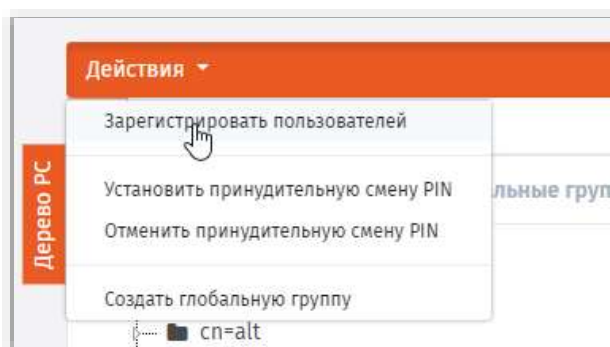 Действия
Зарегистрировать пользователей
Дерево РС
Установить принудительную смену PIN
Отменить принудительную смену PIN
Создать глобальную группу
cn=alt